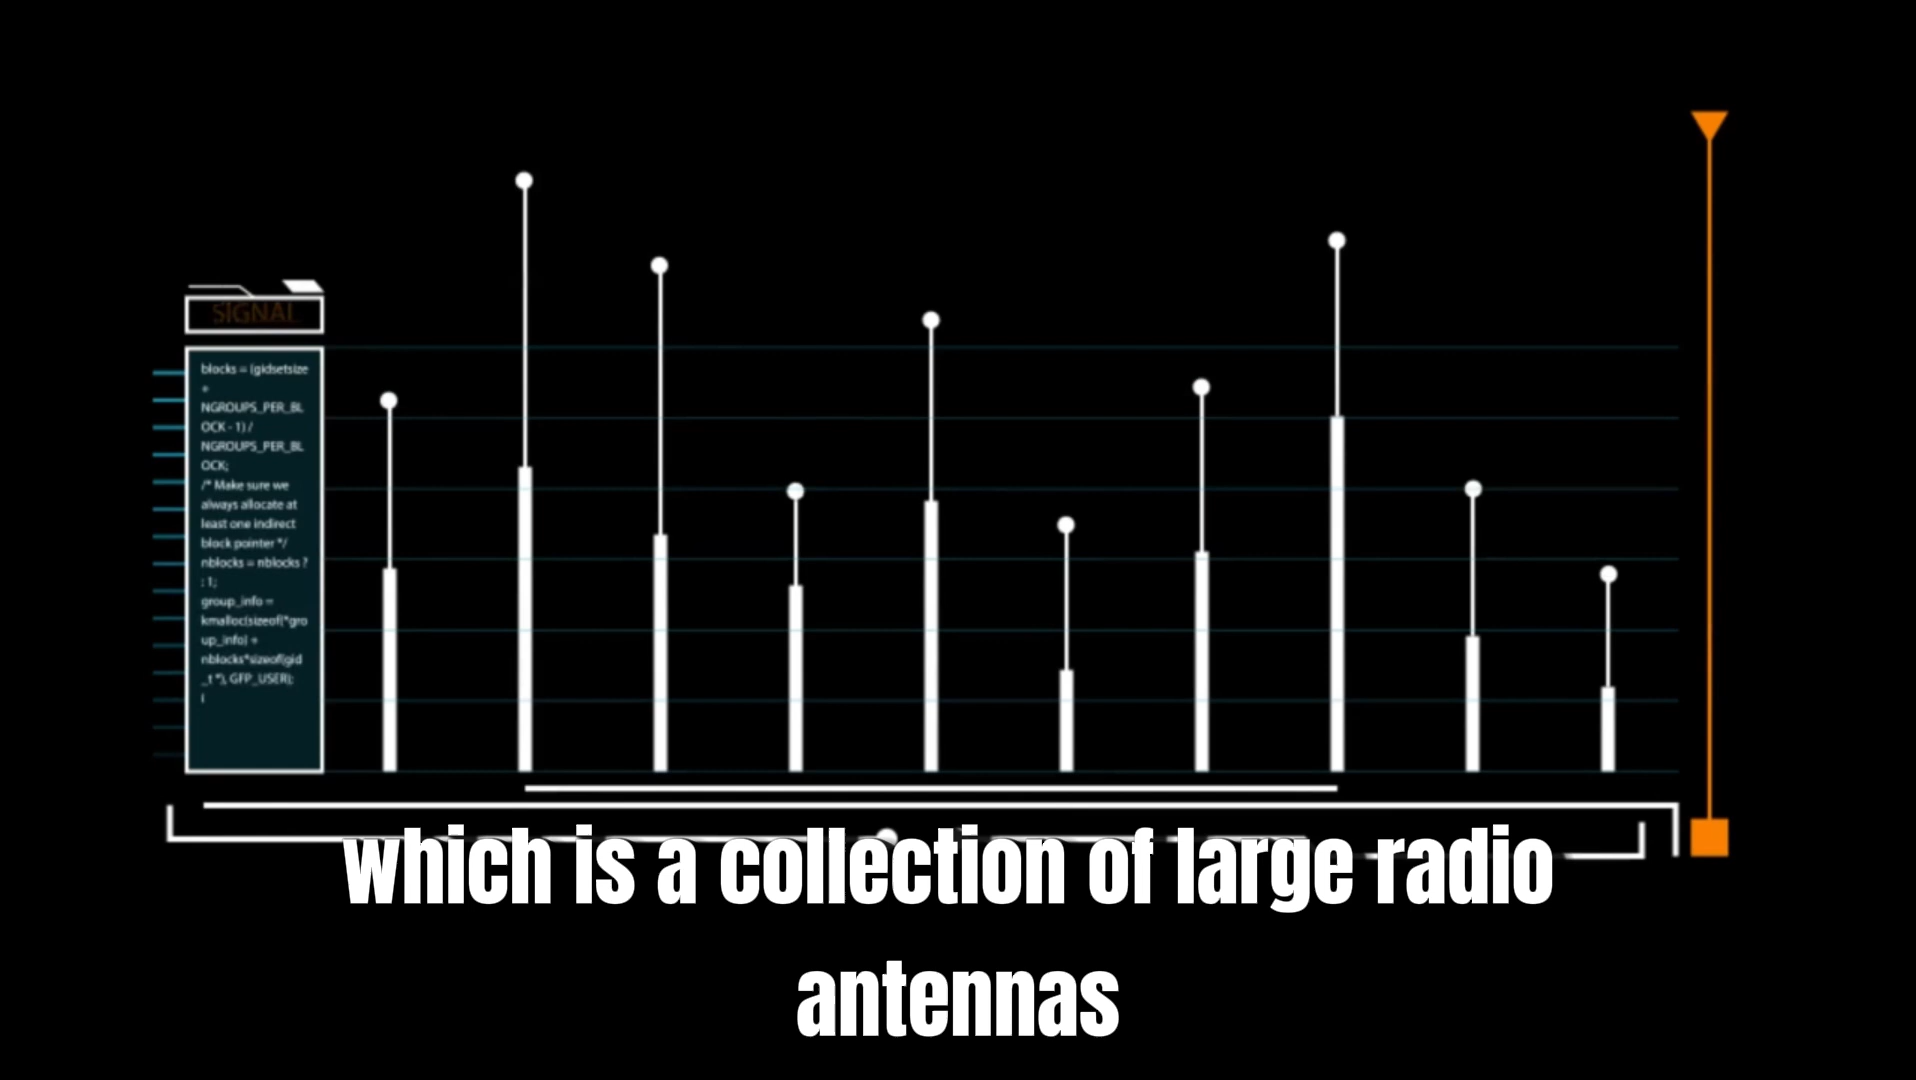 SIGNAL
blocks = (gidsetsize
+
NGROUPS_PER_BL
OCK - 1) /
NGROUPS_PER_BL
OCK;
/* Make sure we
always allocate at
least one indirect
block pointer */
nblocks = nblocks ?
: 1;
group_info =
kmalloc(sizeof(*gro
up_info) +
nblocks*sizeof(gid
_t *), GFP_USER);
(
which is a collection of large radio
antennas